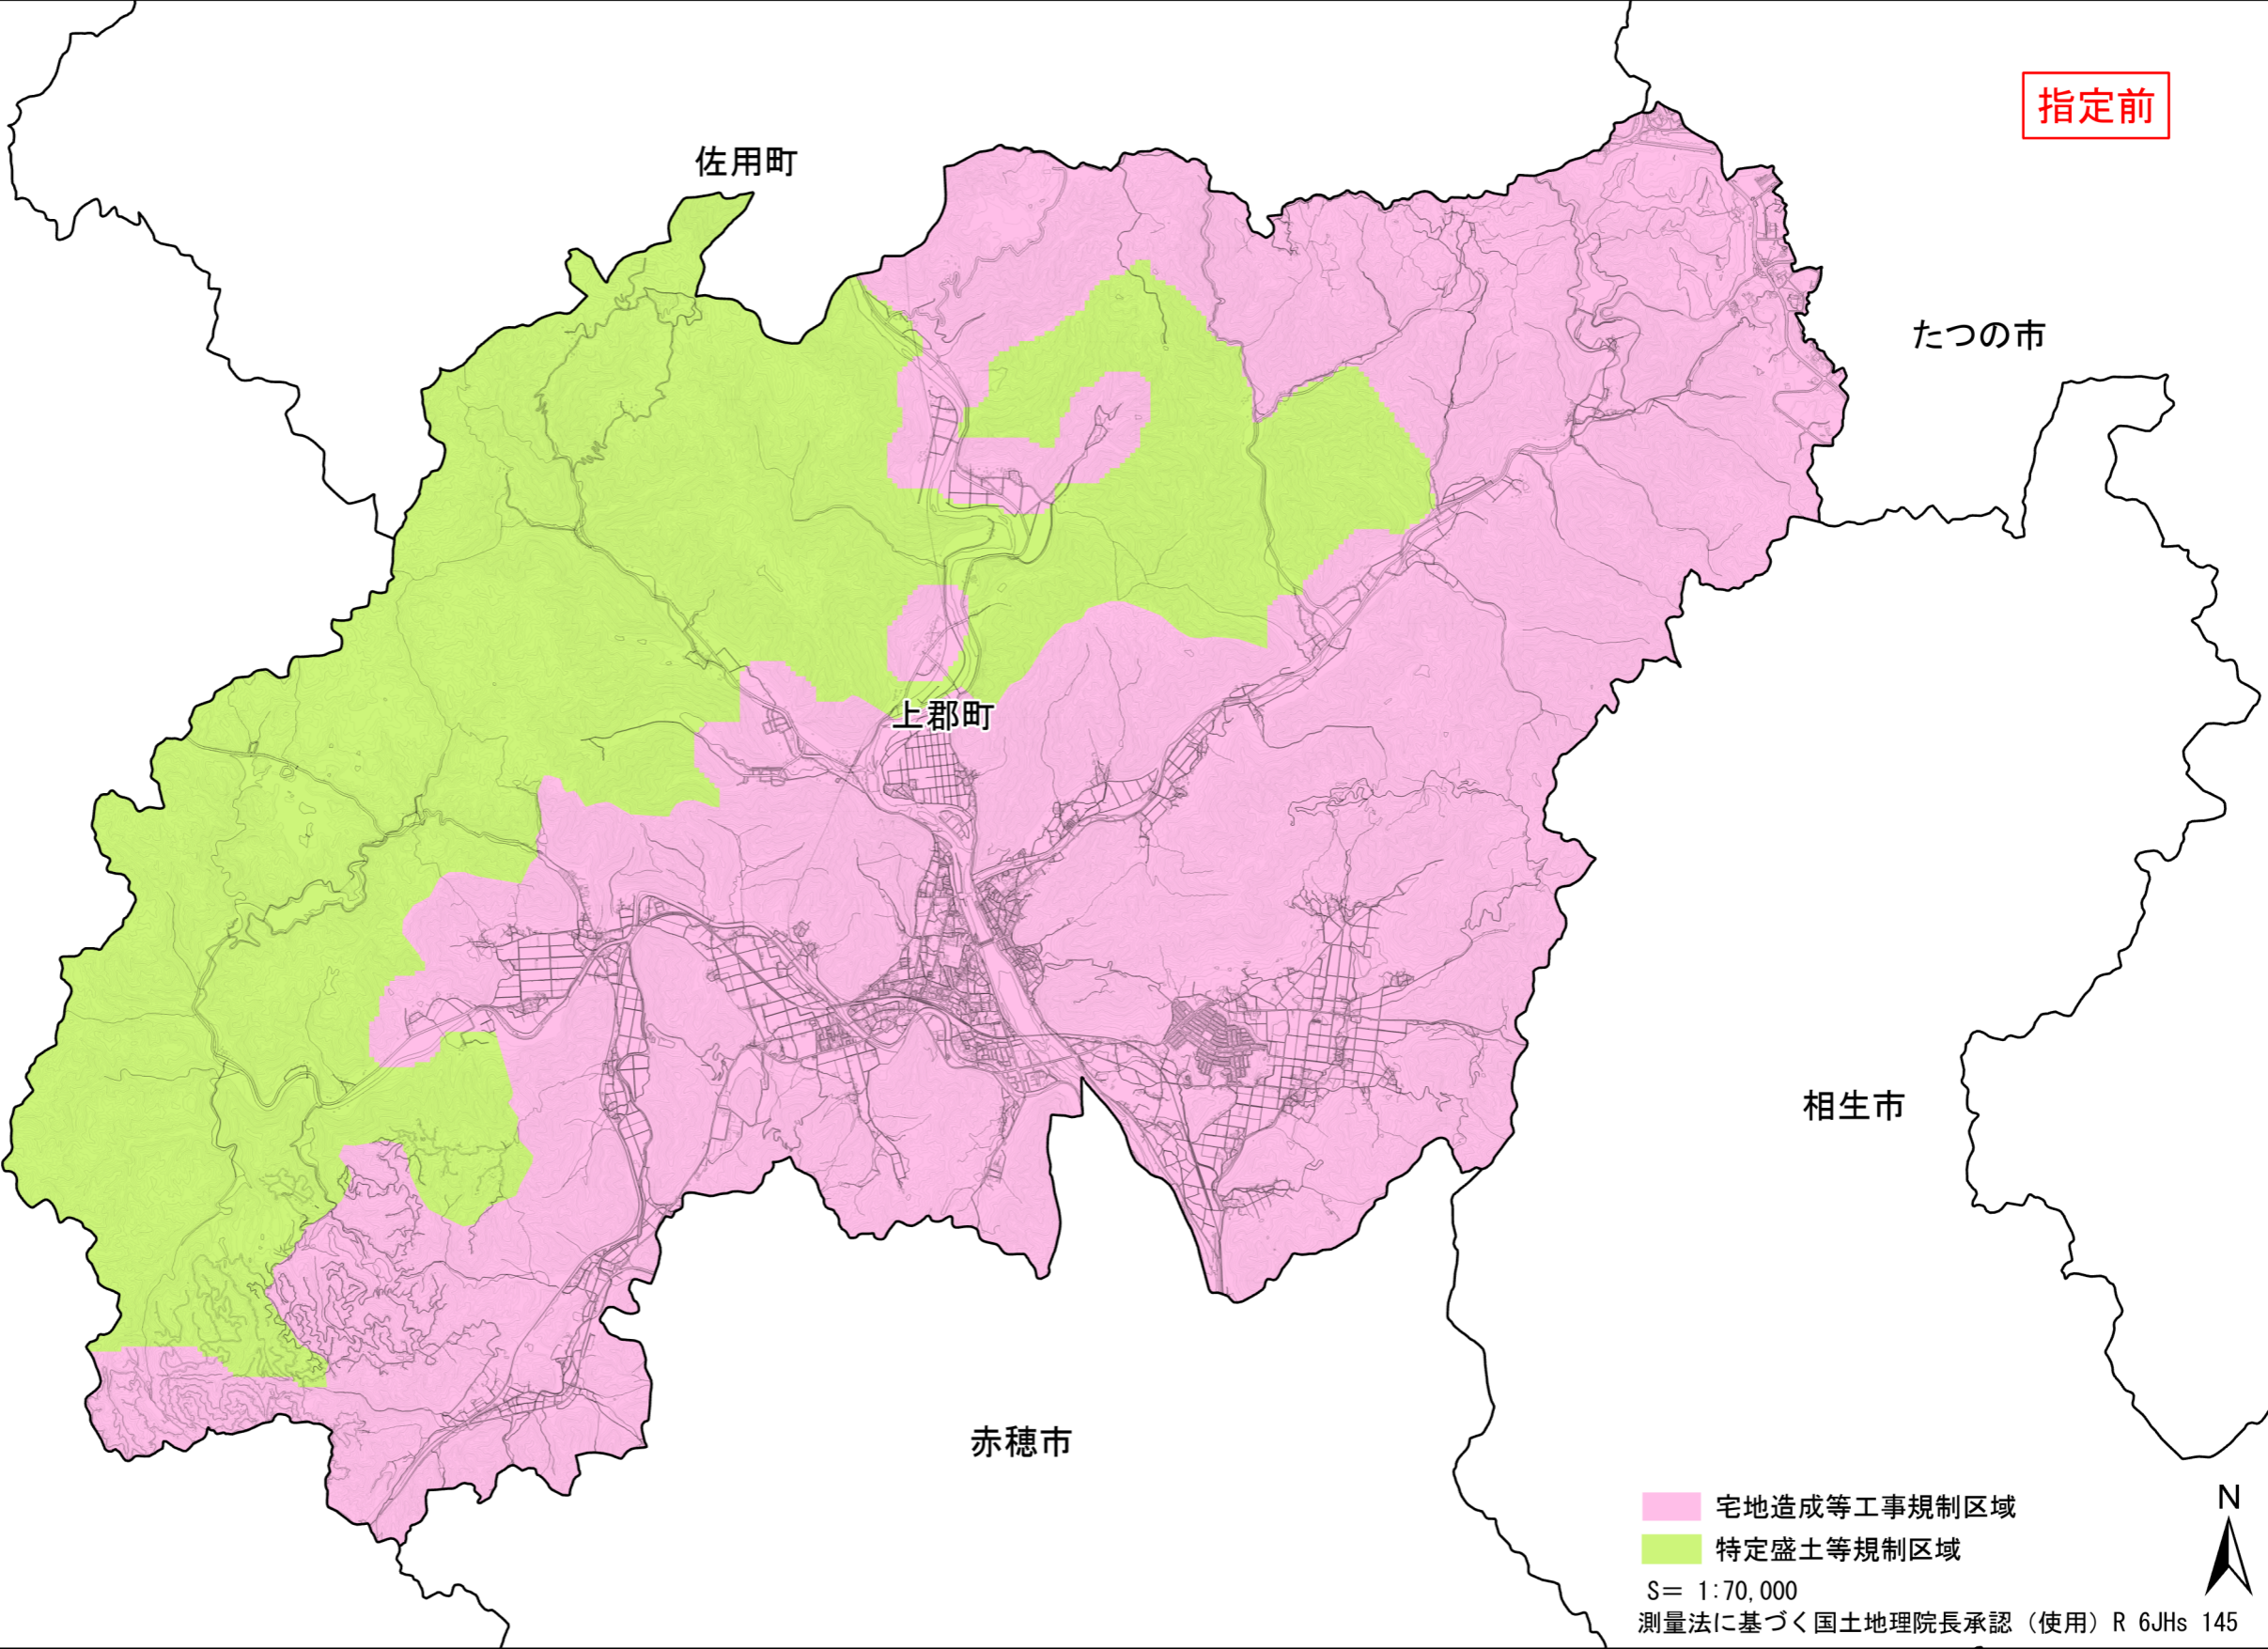 指定前
佐用町
たつの市
上郡町
相生市
赤穂市
宅地造成等工事規制区域
特定盛土等規制区域
S＝ 1:70,000
測量法に基づく国土地理院長承認（使用）R 6JHs 145
N